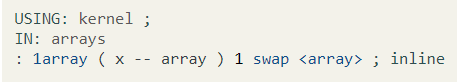 USING: kernel ;
IN: arrays
: 1array ( x -- array ) 1 swap <array> ; inline